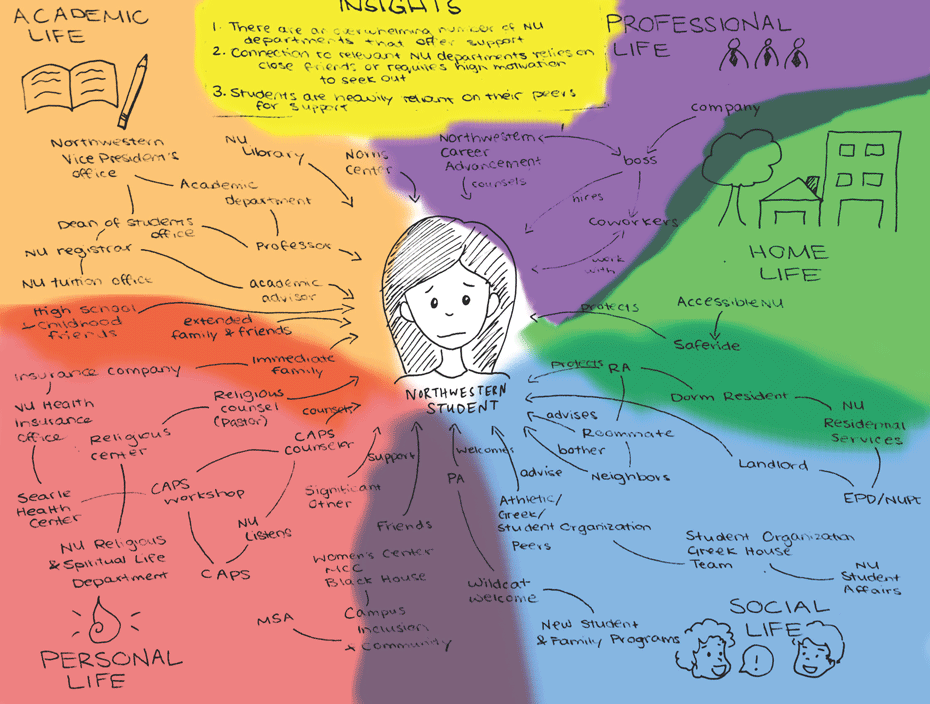 ACADEMIC
LIFE
INSIGHTS
1. There are an overwhelming number of NU
departments that offer support
2. Connection to relevant NU departments relies on
close friends or requires high motivation
to seek out
3. Students are heavily reliant on their peers
for support
PROFESSIONAL
LIFE
company
Northwestern
Career
Advancement
counsels
boss
hires
coworkers
work
with
Northwestern
Vice President's
office
NU
Library
Norris
Center
Academic
department
Dean of students
office
Professor
NU registrar
NU tuition office
academic
advisor
HOME
LIFE
AccessibleNU
protects
Saferide
High school
& Childhood
friends
extended
family & friends
Immediate
family
Insurance company
NORTHWESTERN
STUDENT
Protects
RA
Dorm Resident
NU
Residential
Services
advises
Roommate
bother
Neighbors
Landlord
EPD/NUPD
NU Health
Insurance
Office
Religious
counsel
(Pastor)
counsels
Religious
center
CAPS
counselor
Searle
Health
Center
CAPS
Workshop
Significant
Other
Support
NU
Listens
NU Religious
& Spiritual Life
Department
CAPS
Friends
Women's Center
MCC
Black House
Campus
Inclusion
& Community
MSA
PERSONAL
LIFE
Welcomes
PA
advise
Athletic/
Greek/
Student Organization
Peers
Wildcat
Welcome
New Student
& Family Programs
Student Organization
Greek House
Team
NU
Student
Affairs
SOCIAL
LIFE
!